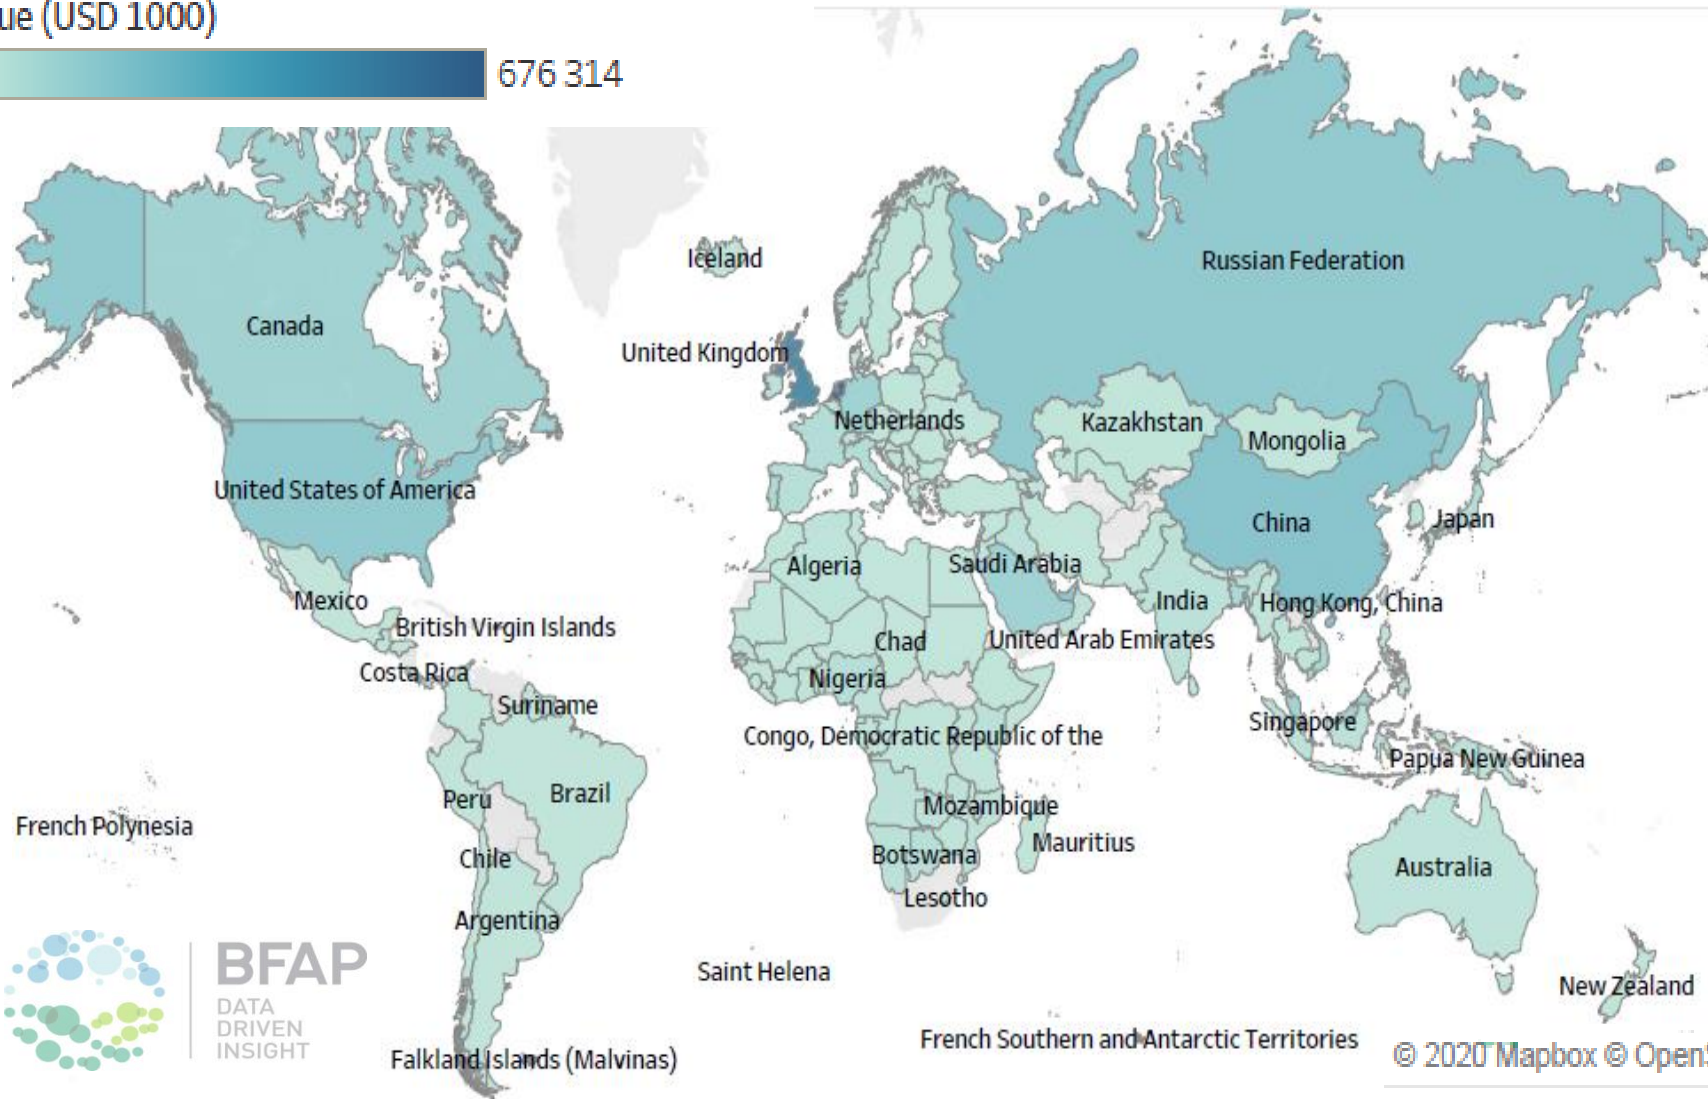 ue (USD 1000)
676 314
Iceland
Russian Federation
Canada
United Kingdom
Netherlands
Kazakhstan
Mongolia
United States of America
China
Japan
Algeria
Saudi Arabia
Mexico
India
Hong Kong, China
British Virgin Islands
Chad
United Arab Emirates
Costa Rica
Nigeria
Suriname
Singapore
Congo, Democratic Republic of the
Papua New Guinea
Peru
Brazil
Mozambique
French Polynesia
Mauritius
Chile
Botswana
Australia
Lesotho
Argentina
BFAP
DATA
DRIVEN
INSIGHT
Saint Helena
New Zealand
French Southern and Antarctic Territories
Falkland Islands (Malvinas)
© 2020 Mapbox © OpenS